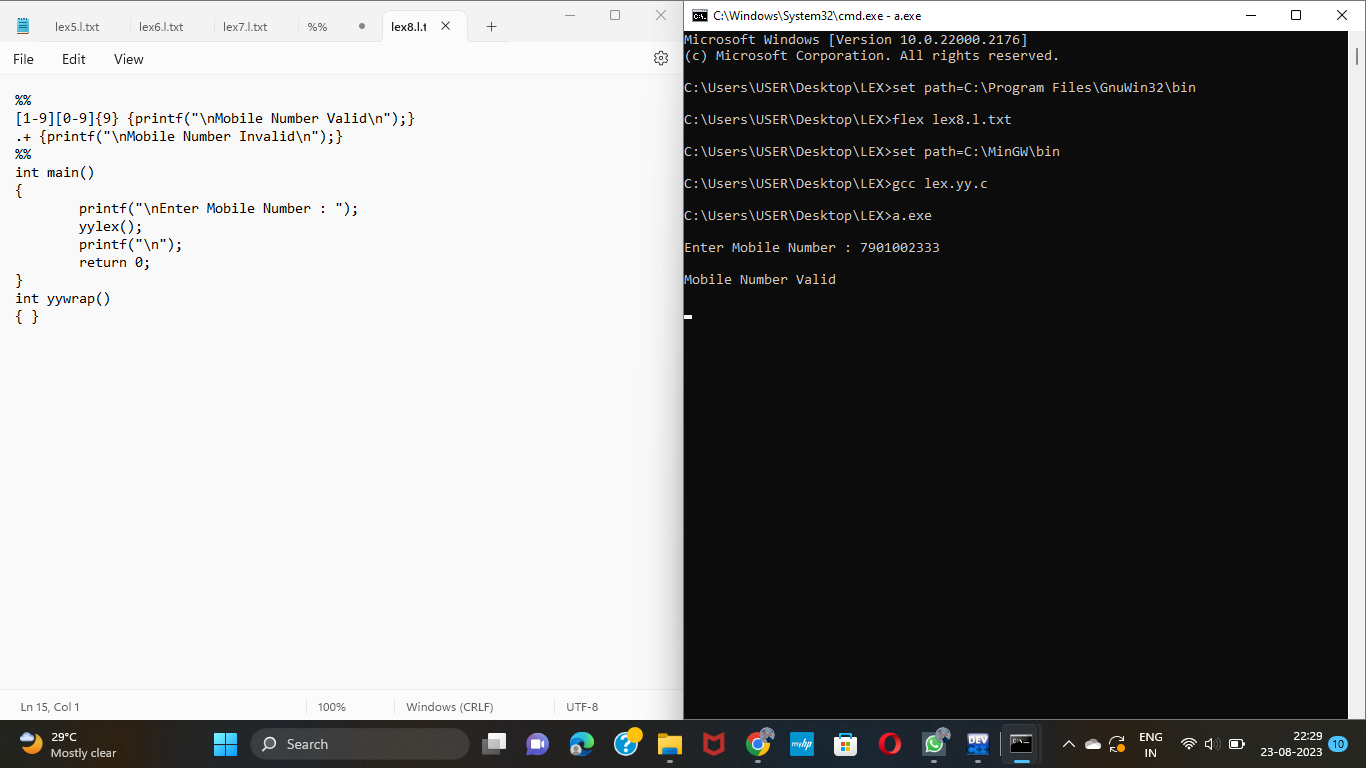 lex5.l.txt lex6.l.txt lex7.l.txt %% lex8.l.t
File Edit View
%%
[1-9][0-9]{9} {printf("\nMobile Number Valid\n");}
.+ {printf("\nMobile Number Invalid\n");}
%%
int main()
{
printf("\nEnter Mobile Number : ");
yylex();
printf("\n");
return 0;
}
int yywrap()
{ }
Ln 15, Col 1 100% Windows (CRLF) UTF-8
C:\Windows\System32\cmd.exe - a.exe
Microsoft Windows [Version 10.0.22000.2176]
(c) Microsoft Corporation. All rights reserved.
C:\Users\USER\Desktop\LEX>set path=C:\Program Files\GnuWin32\bin
C:\Users\USER\Desktop\LEX>flex lex8.l.txt
C:\Users\USER\Desktop\LEX>set path=C:\MinGW\bin
C:\Users\USER\Desktop\LEX>gcc lex.yy.c
C:\Users\USER\Desktop\LEX>a.exe
Enter Mobile Number : 7901002333
Mobile Number Valid
29°C
Mostly clear
Search
myhp
DEV
ENG
IN
22:29
23-08-2023
10